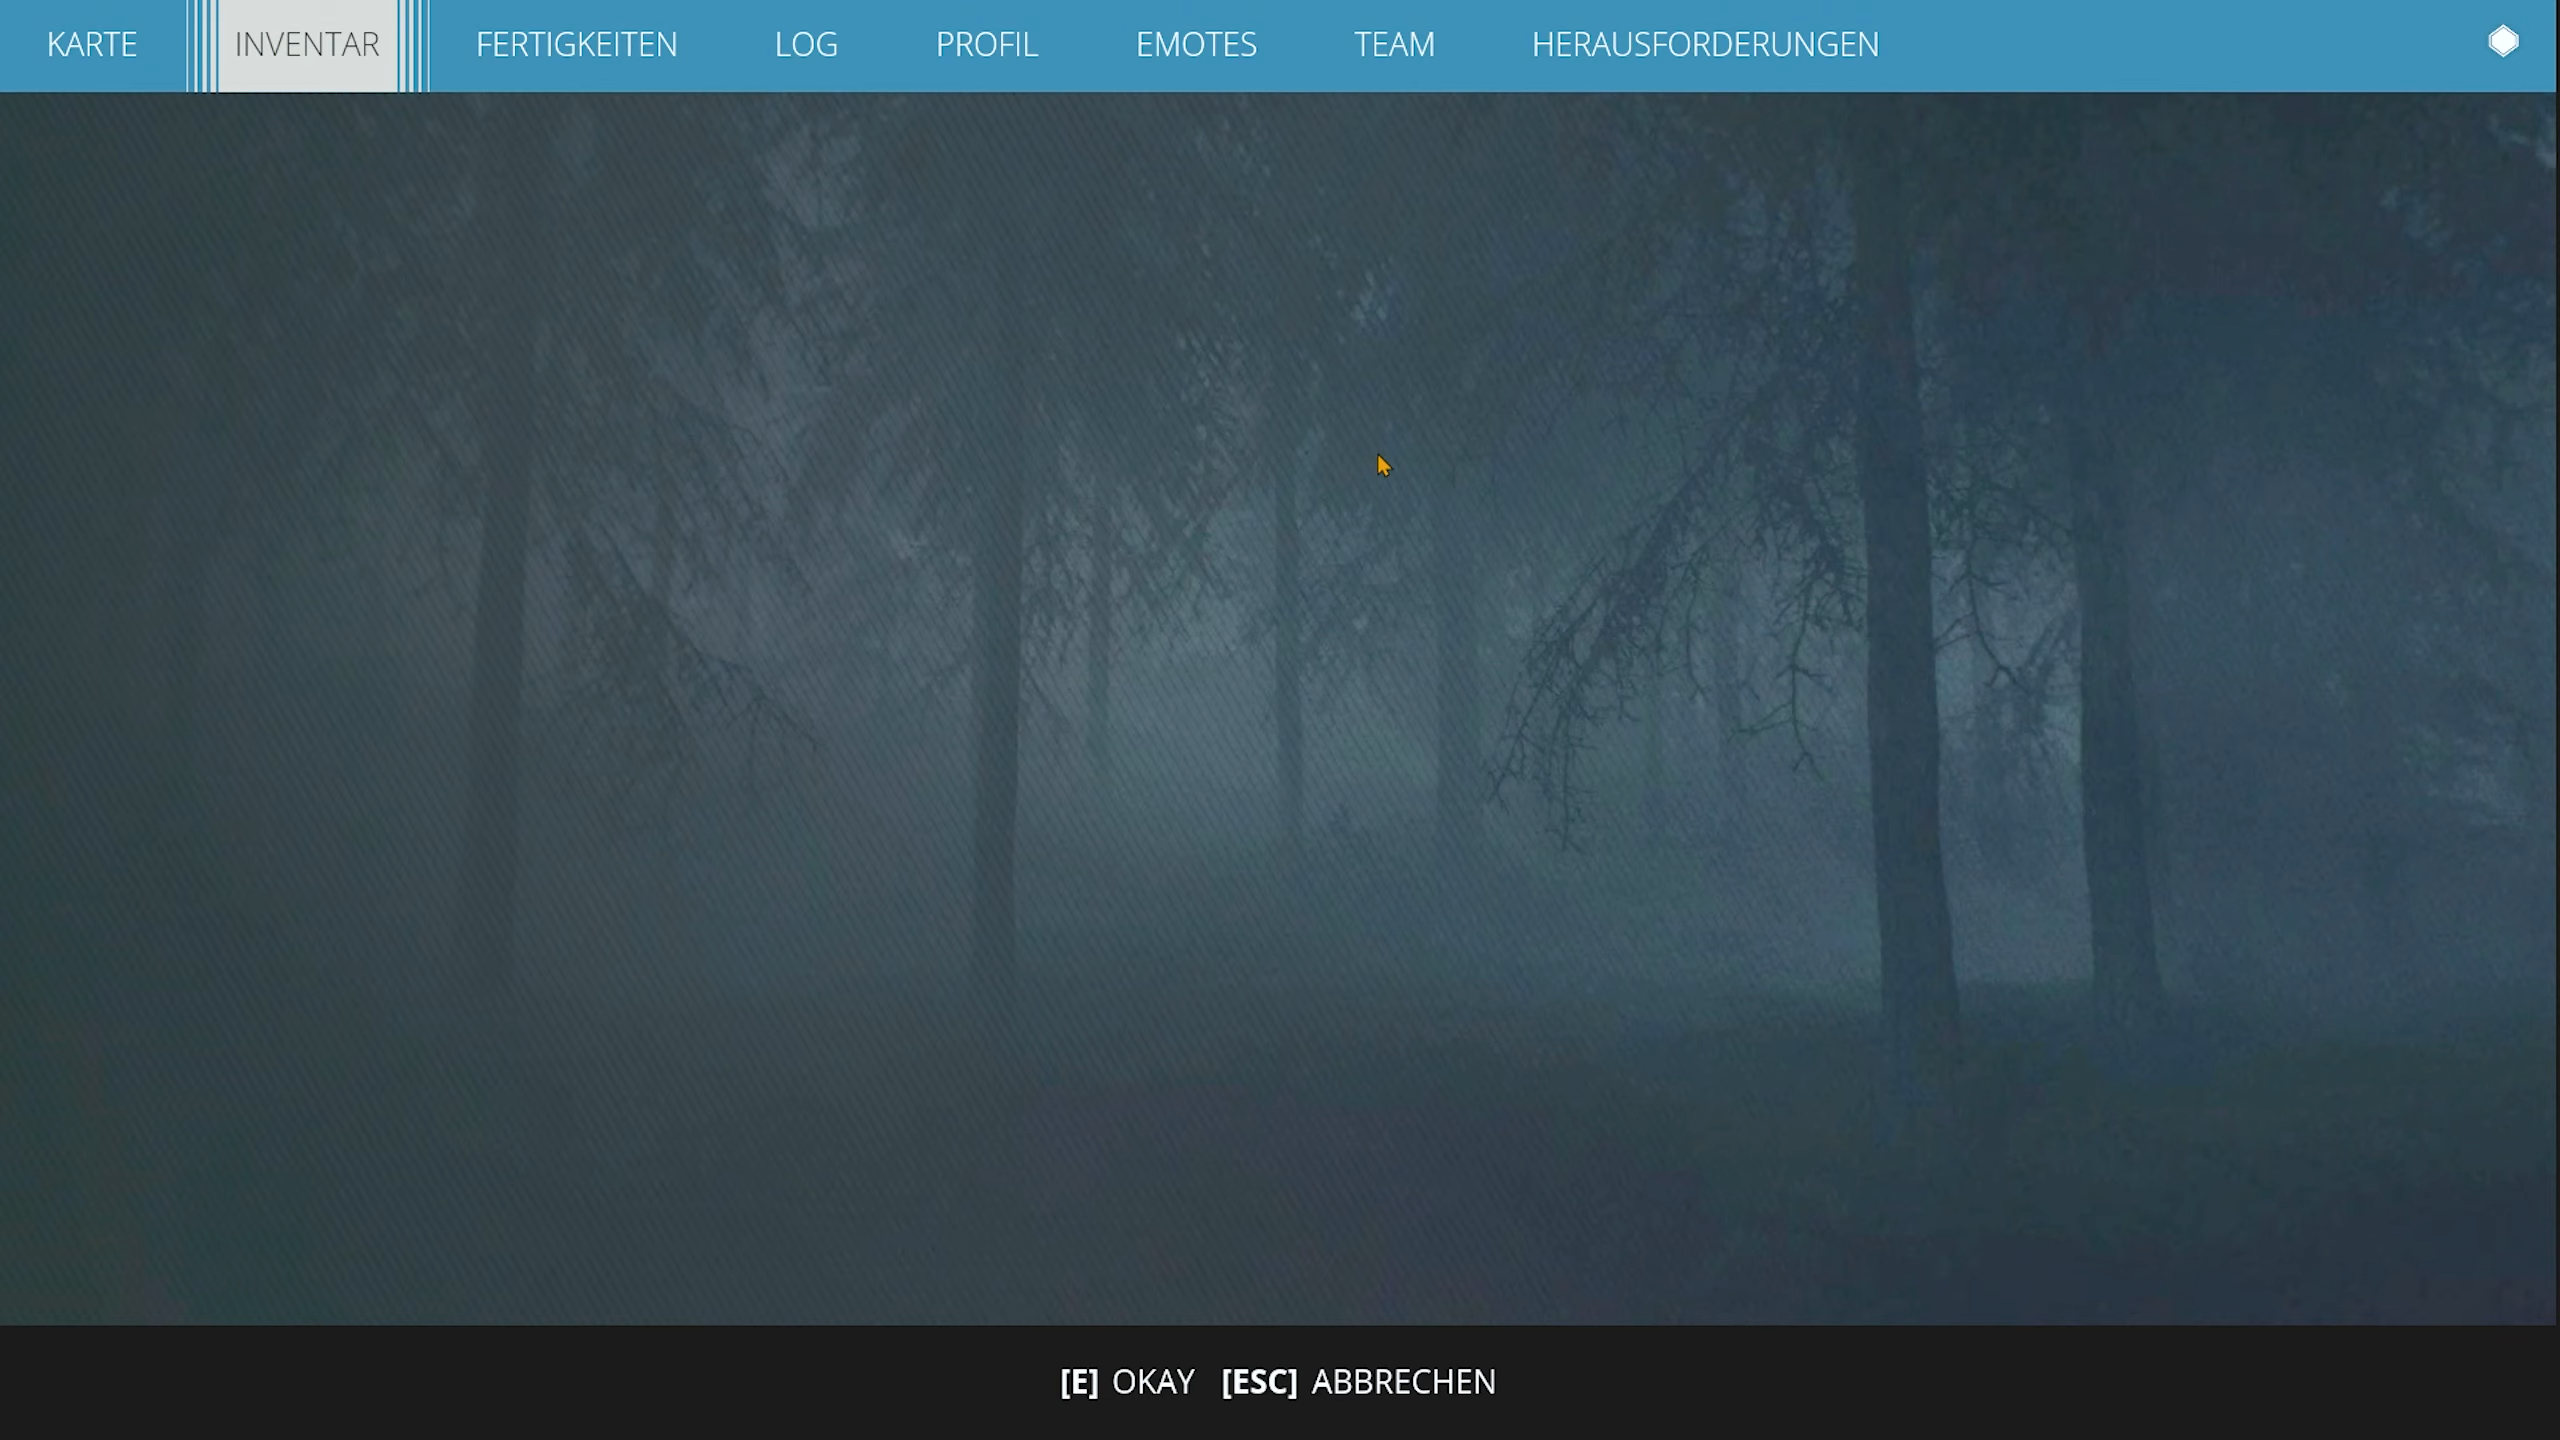 KARTE INVENTAR FERTIGKEITEN LOG PROFIL EMOTES TEAM HERAUSFORDERUNGEN
[E] OKAY [ESC] ABBRECHEN